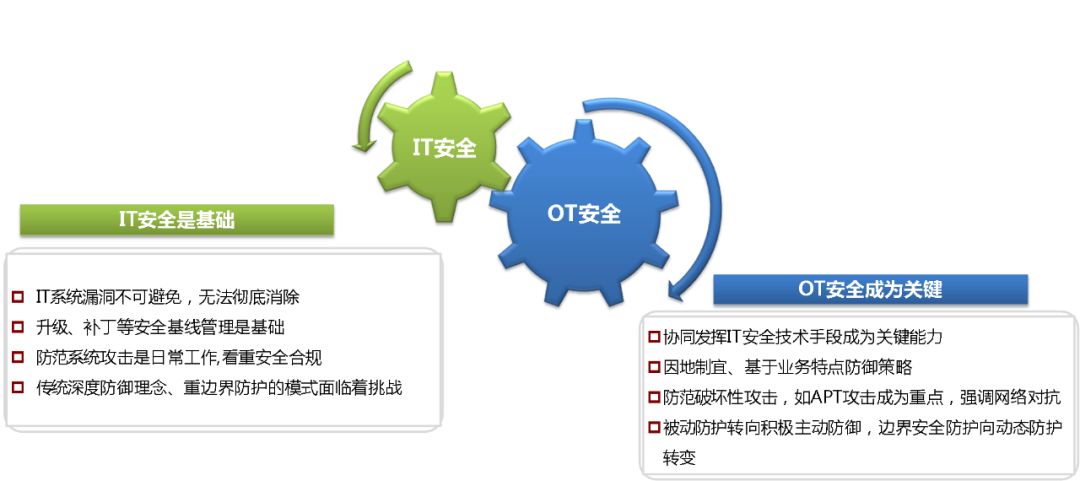 IT安全
OT安全
IT安全是基础
IT系统漏洞不可避免，无法彻底消除
升级、补丁等安全基线管理是基础
防范系统攻击是日常工作,看重安全合规
传统深度防御理念、重边界防护的模式面临着挑战
OT安全成为关键
协同发挥IT安全技术手段成为关键能力
因地制宜、基于业务特点防御策略
防范破坏性攻击，如APT攻击成为重点，强调网络对抗
被动防护转向积极主动防御，边界安全防护向动态防护
转变